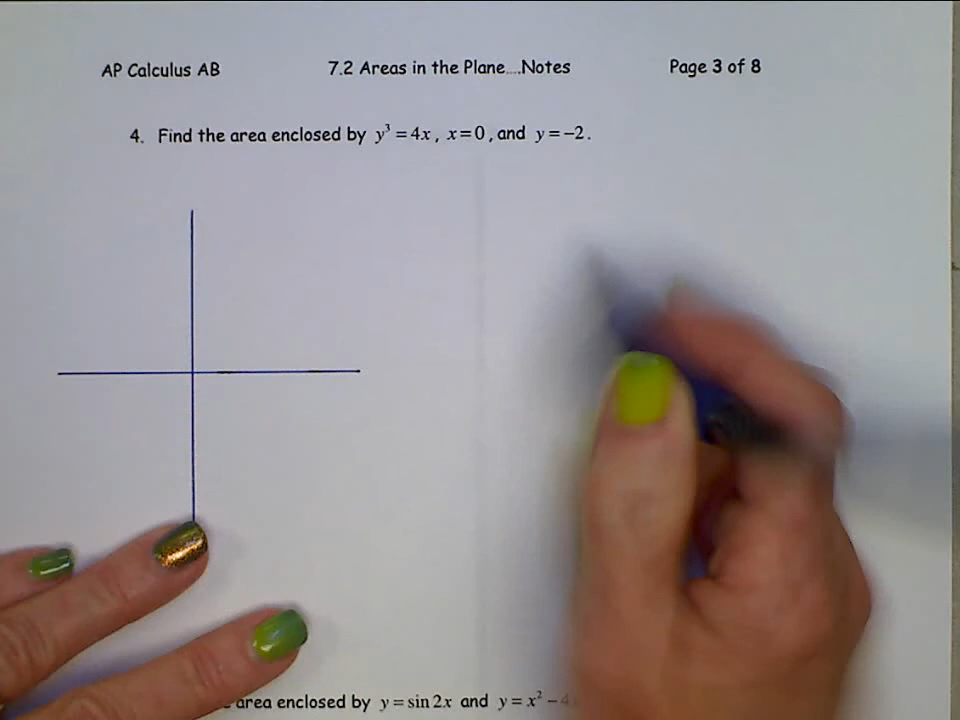 AP Calculus AB 7.2 Areas in the Plane....Notes Page 3 of 8
4. Find the area enclosed by y³ = 4x, x = 0, and y = −2.
area enclosed by y = sin 2x and y = x² − 4